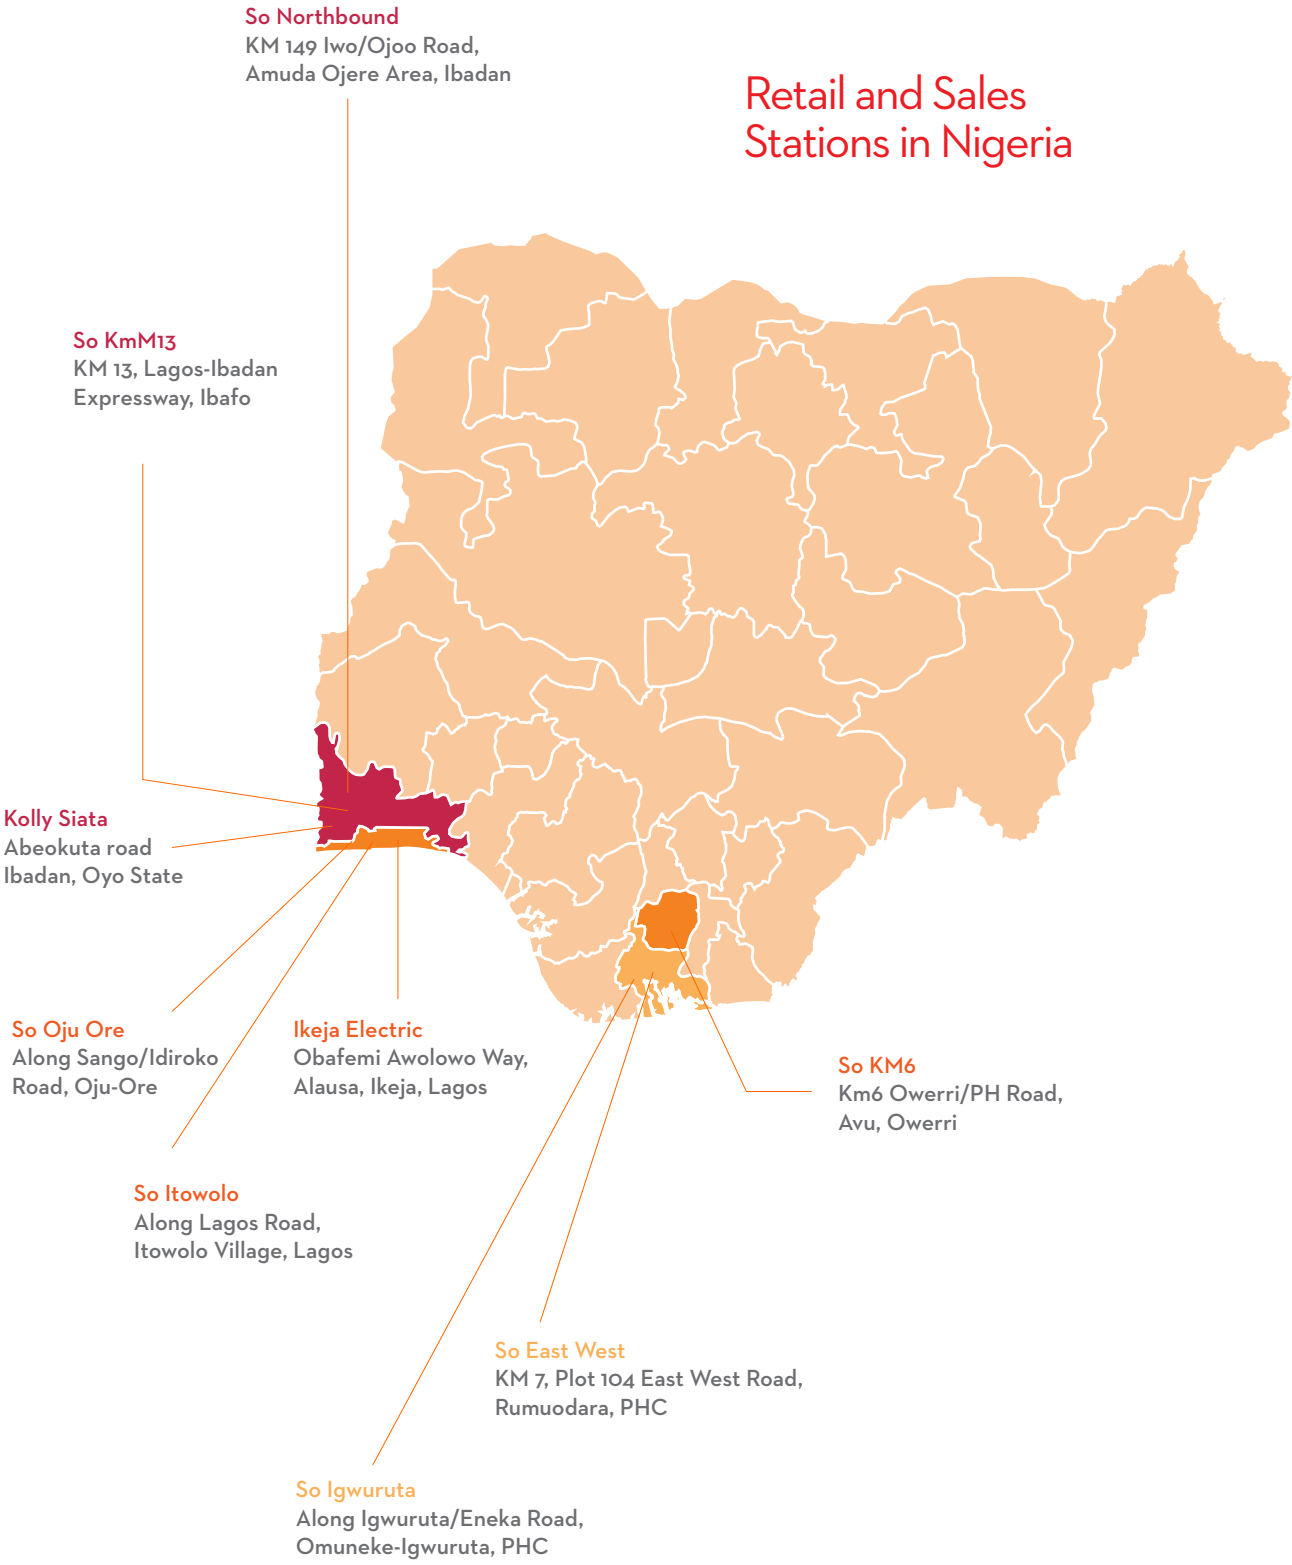 So Northbound
KM 149 Iwo/Ojoo Road,
Amuda Ojere Area, Ibadan
Retail and Sales
Stations in Nigeria
So KmM13
KM 13, Lagos-Ibadan
Expressway, Ibafo
Kolly Siata
Abeokuta road
Ibadan, Oyo State
So Oju Ore
Along Sango/Idiroko
Road, Oju-Ore
Ikeja Electric
Obafemi Awolowo Way,
Alausa, Ikeja, Lagos
So KM6
Km6 Owerri/PH Road,
Avu, Owerri
So Itowolo
Along Lagos Road,
Itowolo Village, Lagos
So East West
KM 7, Plot 104 East West Road,
Rumuodara, PHC
So Igwuruta
Along Igwuruta/Eneka Road,
Omuneke-Igwuruta, PHC